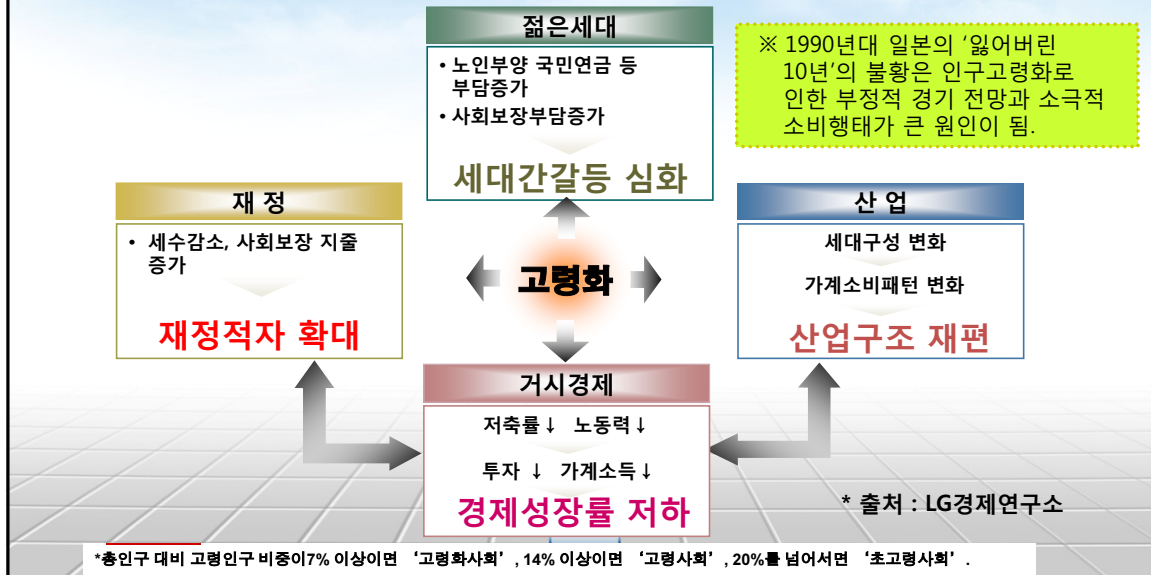 젊은세대
• 노인부양 국민연금 등
부담증가
• 사회보장부담증가
세대간갈등 심화
※ 1990년대 일본의 ‘잃어버린
10년’의 불황은 인구고령화로
인한 부정적 경기 전망과 소극적
소비행태가 큰 원인이 됨.
재 정
• 세수감소, 사회보장 지줄
증가
재정적자 확대
고령화
산 업
세대구성 변화
가계소비패턴 변화
산업구조 재편
거시경제
저축률↓ 노동력↓
투자 ↓ 가계소득↓
경제성장률 저하
* 출처 : LG경제연구소
*총인구 대비 고령인구 비중이7% 이상이면 ‘고령화사회’, 14% 이상이면 ‘고령사회’, 20%를 넘어서면 ‘초고령사회’.